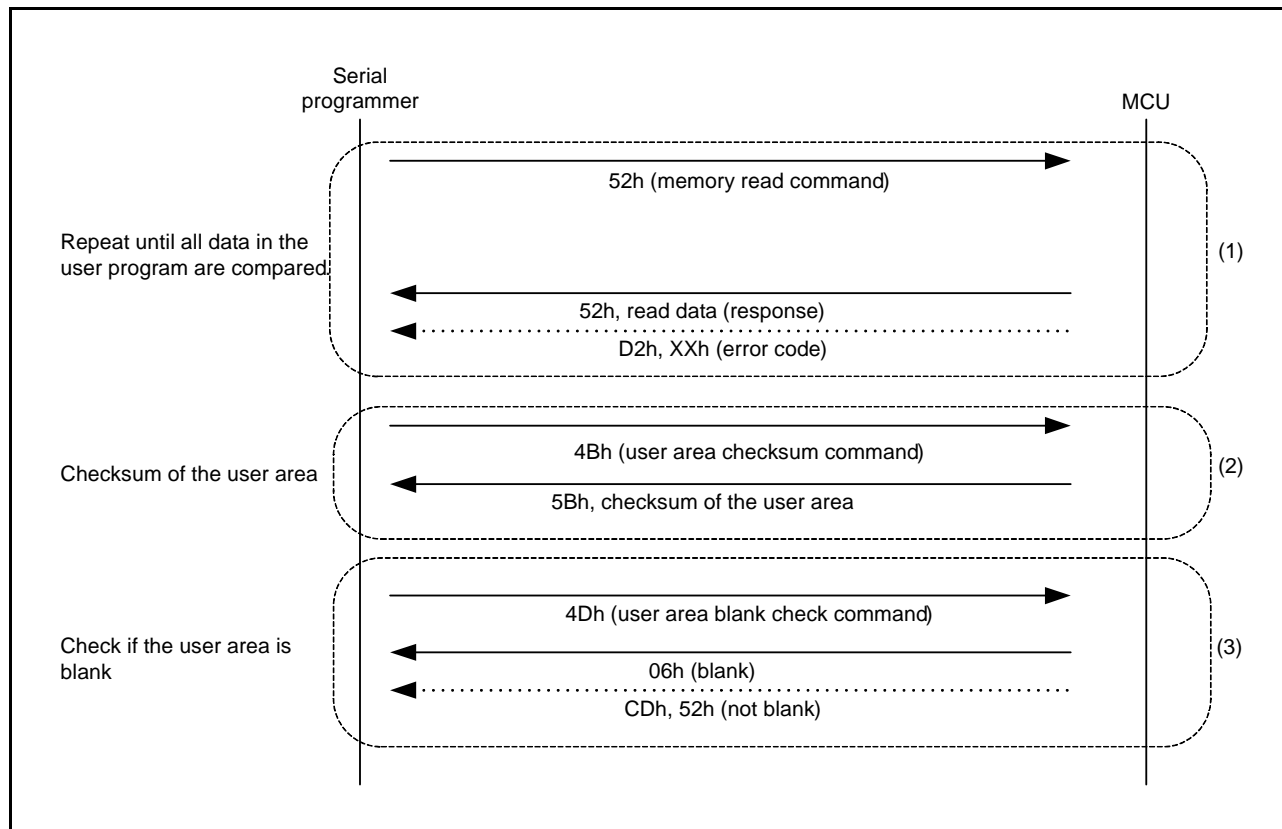 Serial
programmer
MCU
52h (memory read command)
Repeat until all data in the
user program are compared.
(1)
52h, read data (response)
D2h, XXh (error code)
4Bh (user area checksum command)
Checksum of the user area
(2)
5Bh, checksum of the user area
4Dh (user area blank check command)
Check if the user area is
blank
(3)
06h (blank)
CDh, 52h (not blank)